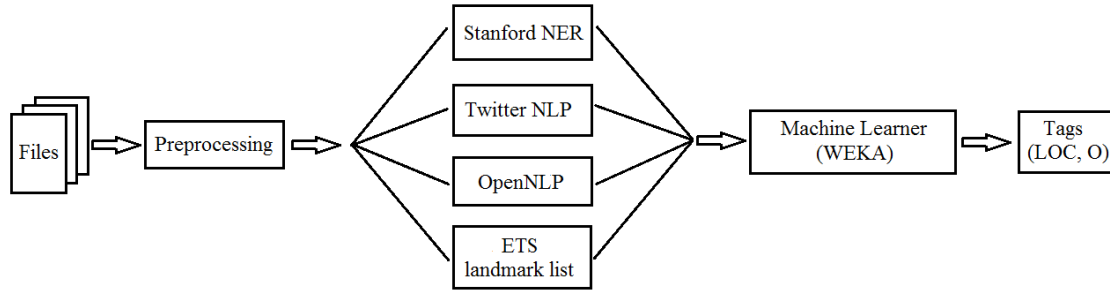 Files
Preprocessing
Stanford NER
Twitter NLP
OpenNLP
ETS
landmark list
Machine Learner
(WEKA)
Tags
(LOC, O)